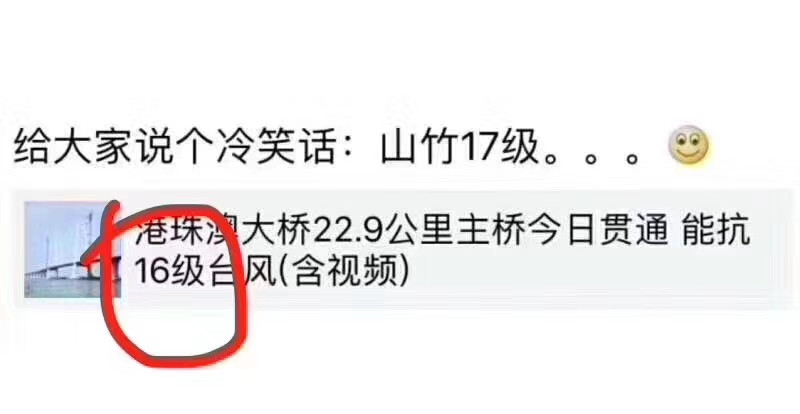 给大家说个冷笑话：山竹17级。。。
港珠澳大桥22.9公里主桥今日贯通 能抗
16级台风(含视频)